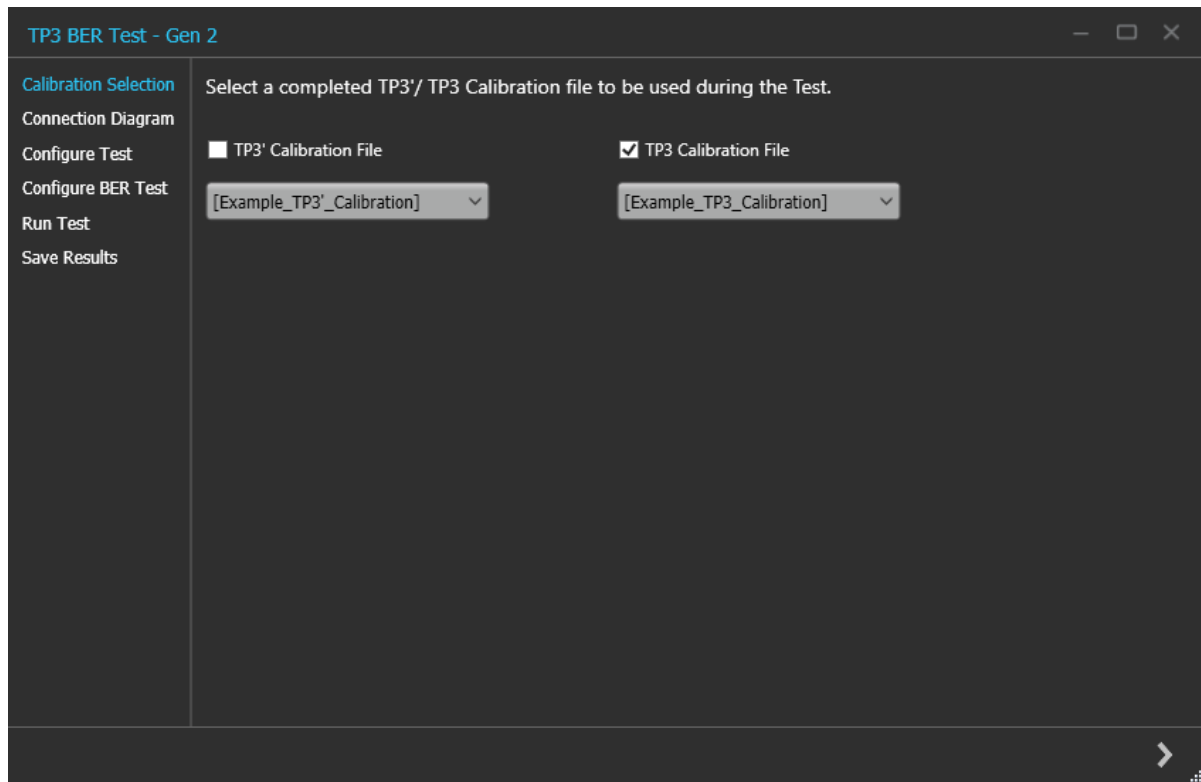 TP3 BER Test - Gen 2
Calibration Selection
Connection Diagram
Configure Test
Configure BER Test
Run Test
Save Results
Select a completed TP3'/ TP3 Calibration file to be used during the Test.
TP3' Calibration File
TP3 Calibration File
[Example_TP3'_Calibration]
[Example_TP3_Calibration]